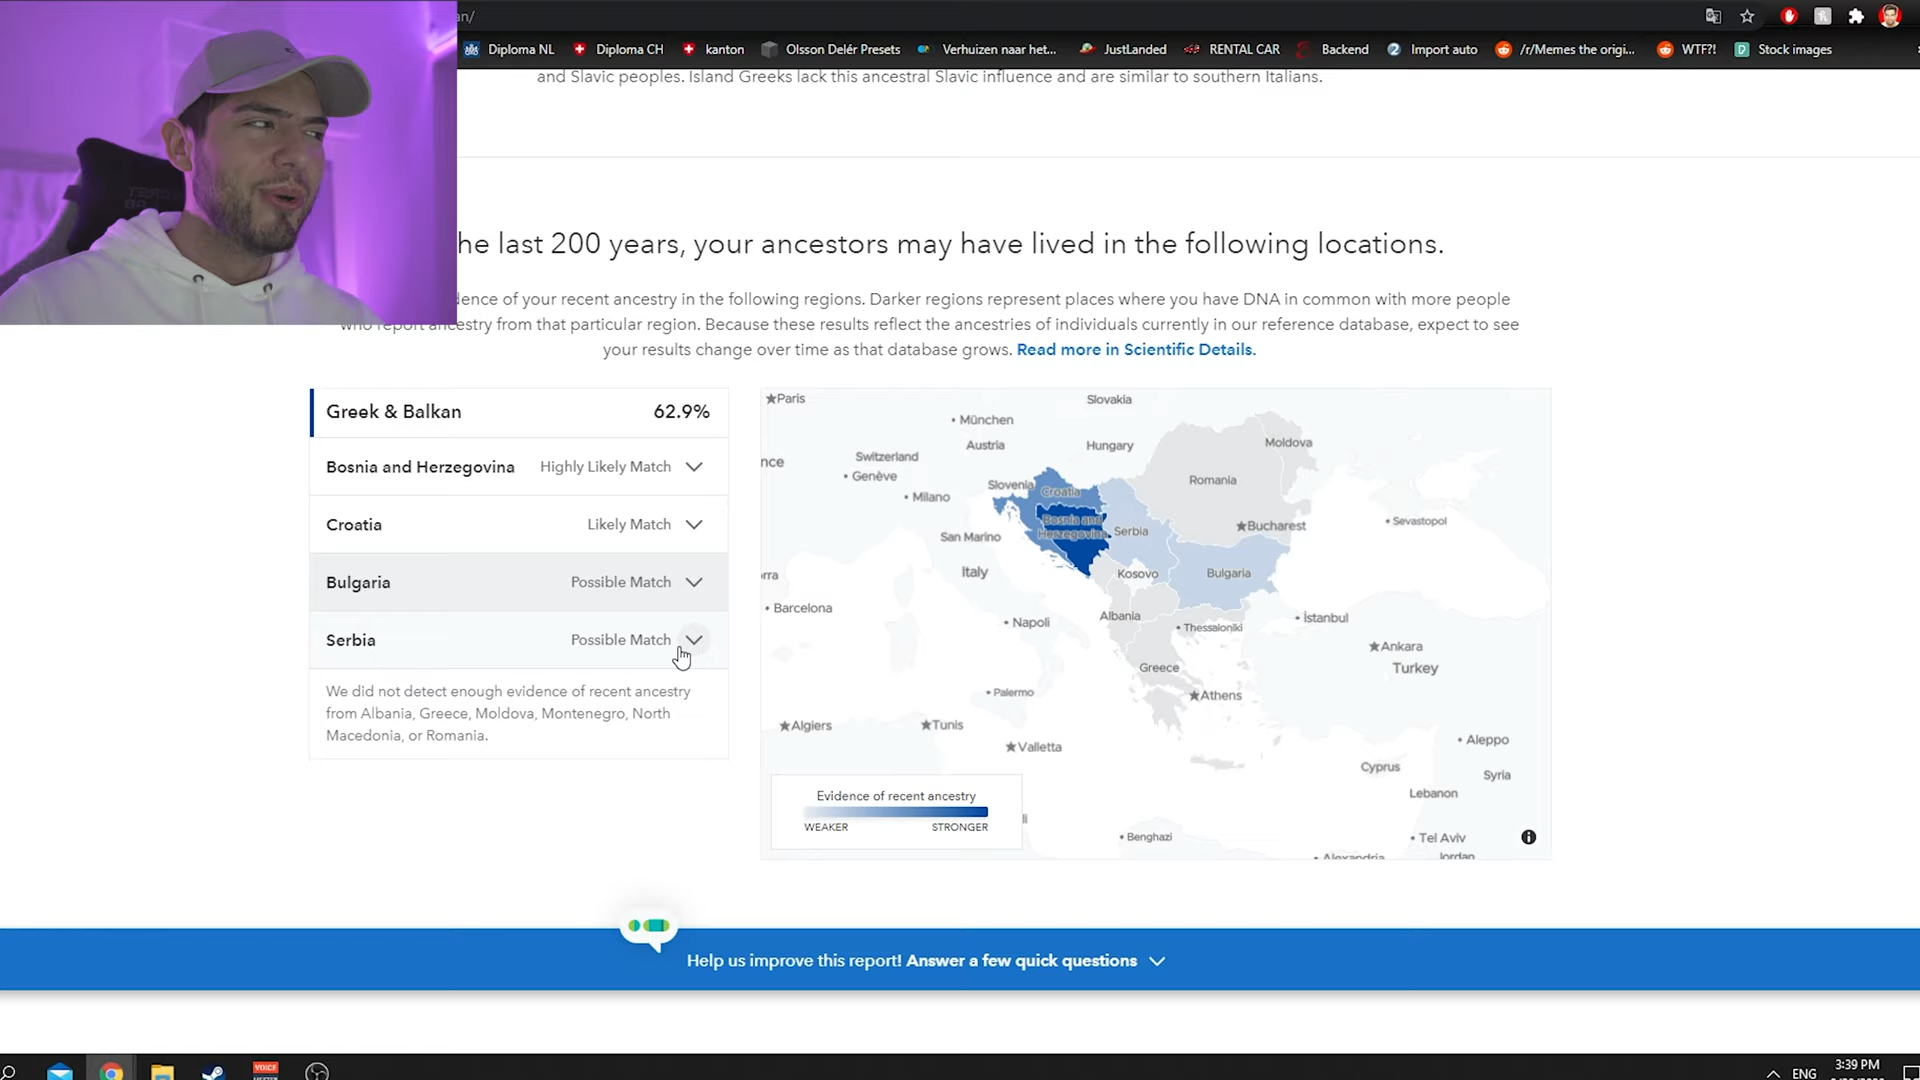 an/
Diploma NL
Diploma CH
kanton
Olsson Delér Presets
Verhuizen naar het...
JustLanded
RENTAL CAR
Backend
Import auto
/r/Memes the origi...
WTF?!
Stock images
and Slavic peoples. Island Greeks lack this ancestral Slavic influence and are similar to southern Italians.
he last 200 years, your ancestors may have lived in the following locations.
dence of your recent ancestry in the following regions. Darker regions represent places where you have DNA in common with more people
who report ancestry from that particular region. Because these results reflect the ancestries of individuals currently in our reference database, expect to see
your results change over time as that database grows. Read more in Scientific Details.
Greek & Balkan 62.9%
Bosnia and Herzegovina Highly Likely Match
Croatia Likely Match
Bulgaria Possible Match
Serbia Possible Match
We did not detect enough evidence of recent ancestry
from Albania, Greece, Moldova, Montenegro, North
Macedonia, or Romania.
Paris
Slovakia
München
Austria
Hungary
Moldova
Switzerland
nce
Genève
Slovenia
Croatia
Romania
Milano
Bosnia and
Herzegovina
Serbia
Bucharest
Sevastopol
San Marino
Italy
Kosovo
Bulgaria
rra
Barcelona
Napoli
Albania
Thessaloniki
İstanbul
Ankara
Turkey
Greece
Palermo
Athens
Algiers
Tunis
Valletta
Aleppo
Cyprus
Syria
Lebanon
Evidence of recent ancestry
WEAKER STRONGER
li
Benghazi
Tel Aviv
Alexandria
Jordan
Help us improve this report! Answer a few quick questions
VOICE
ENG
3:39 PM